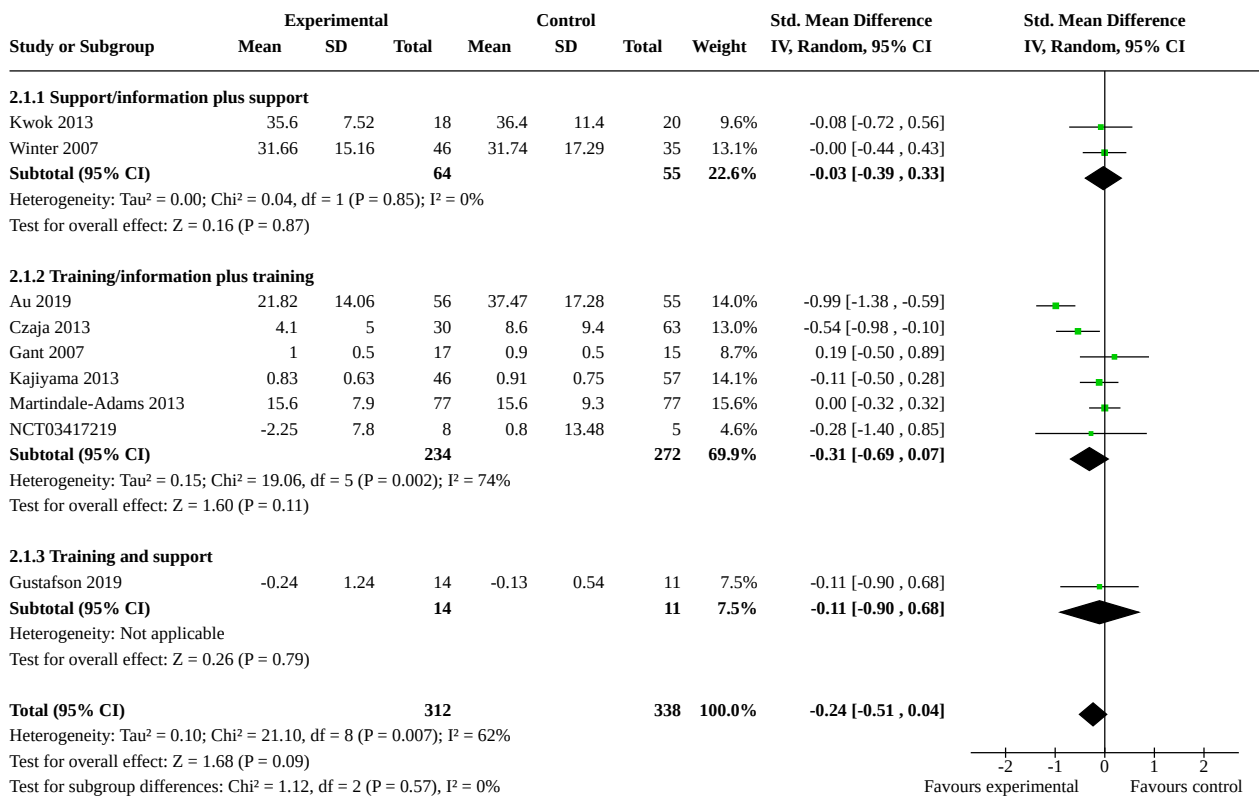 Experimental Control Std. Mean Difference Std. Mean Difference
Study or Subgroup Mean SD Total Mean SD Total Weight IV, Random, 95% CI IV, Random, 95% CI
2.1.1 Support/information plus support
Kwok 2013 35.6 7.52 18 36.4 11.4 20 9.6% -0.08 [-0.72 , 0.56]
Winter 2007 31.66 15.16 46 31.74 17.29 35 13.1% -0.00 [-0.44 , 0.43]
Subtotal (95% CI) 64 55 22.6% -0.03 [-0.39 , 0.33]
Heterogeneity: Tau² = 0.00; Chi² = 0.04, df = 1 (P = 0.85); I² = 0%
Test for overall effect: Z = 0.16 (P = 0.87)
2.1.2 Training/information plus training
Au 2019 21.82 14.06 56 37.47 17.28 55 14.0% -0.99 [-1.38 , -0.59]
Czaja 2013 4.1 5 30 8.6 9.4 63 13.0% -0.54 [-0.98 , -0.10]
Gant 2007 1 0.5 17 0.9 0.5 15 8.7% 0.19 [-0.50 , 0.89]
Kajiyama 2013 0.83 0.63 46 0.91 0.75 57 14.1% -0.11 [-0.50 , 0.28]
Martindale-Adams 2013 15.6 7.9 77 15.6 9.3 77 15.6% 0.00 [-0.32 , 0.32]
NCT03417219 -2.25 7.8 8 0.8 13.48 5 4.6% -0.28 [-1.40 , 0.85]
Subtotal (95% CI) 234 272 69.9% -0.31 [-0.69 , 0.07]
Heterogeneity: Tau² = 0.15; Chi² = 19.06, df = 5 (P = 0.002); I² = 74%
Test for overall effect: Z = 1.60 (P = 0.11)
2.1.3 Training and support
Gustafson 2019 -0.24 1.24 14 -0.13 0.54 11 7.5% -0.11 [-0.90 , 0.68]
Subtotal (95% CI) 14 11 7.5% -0.11 [-0.90 , 0.68]
Heterogeneity: Not applicable
Test for overall effect: Z = 0.26 (P = 0.79)
Total (95% CI) 312 338 100.0% -0.24 [-0.51 , 0.04]
Heterogeneity: Tau² = 0.10; Chi² = 21.10, df = 8 (P = 0.007); I² = 62%
Test for overall effect: Z = 1.68 (P = 0.09)
-2 -1 0 1 2
Test for subgroup differences: Chi² = 1.12, df = 2 (P = 0.57), I² = 0%
Favours experimental Favours control